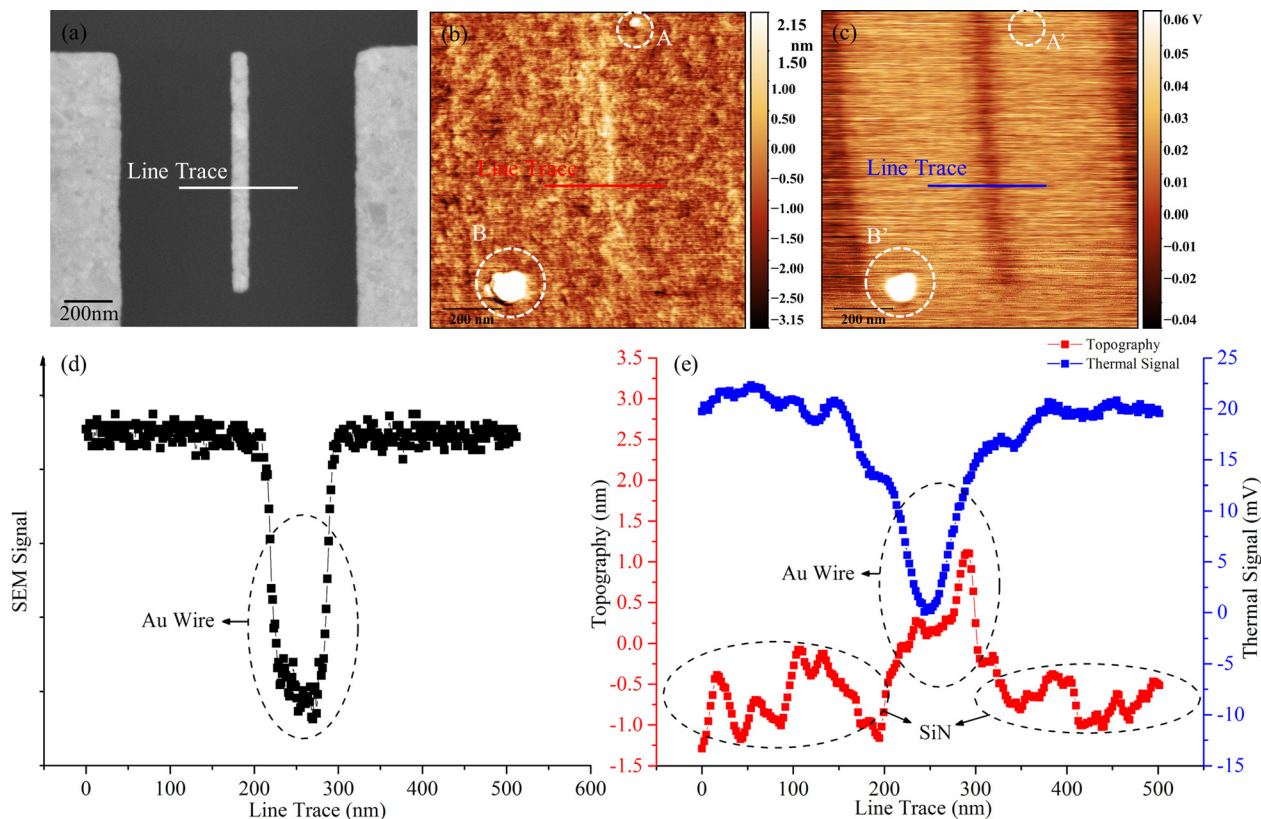 (a)
Line Trace
200nm
(b)
A
Line Trace
B
200 nm
2.15
nm
1.50
1.00
0.50
0.00
−0.50
−1.00
−1.50
−2.00
−2.50
−3.15
(c)
A’
Line Trace
B’
200 nm
0.06 V
0.05
0.04
0.03
0.02
0.01
0.00
−0.01
−0.02
−0.04
(d)
SEM Signal
Au Wire
0 100 200 300 400 500 600
Line Trace (nm)
(e)
Topography
Thermal Signal
3.5
3.0
2.5
2.0
1.5
1.0
0.5
0.0
-0.5
-1.0
-1.5
Topography (nm)
Au Wire
SiN
25
20
15
10
5
0
-5
-10
-15
Thermal Signal (mV)
0 100 200 300 400 500
Line Trace (nm)